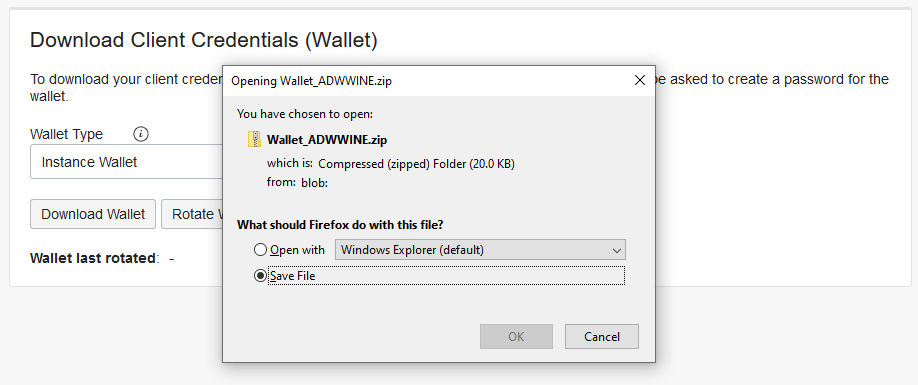 Download Client Credentials (Wallet)
To download your client creden
be asked to create a password for the
wallet.
Wallet Type
Instance Wallet
Download Wallet
Rotate
Wallet last rotated: -
Opening Wallet_ADWWINE.zip
You have chosen to open:
Wallet_ADWWINE.zip
which is: Compressed (zipped) Folder (20.0 KB)
from: blob:
What should Firefox do with this file?
Open with
Windows Explorer (default)
Save File
OK
Cancel